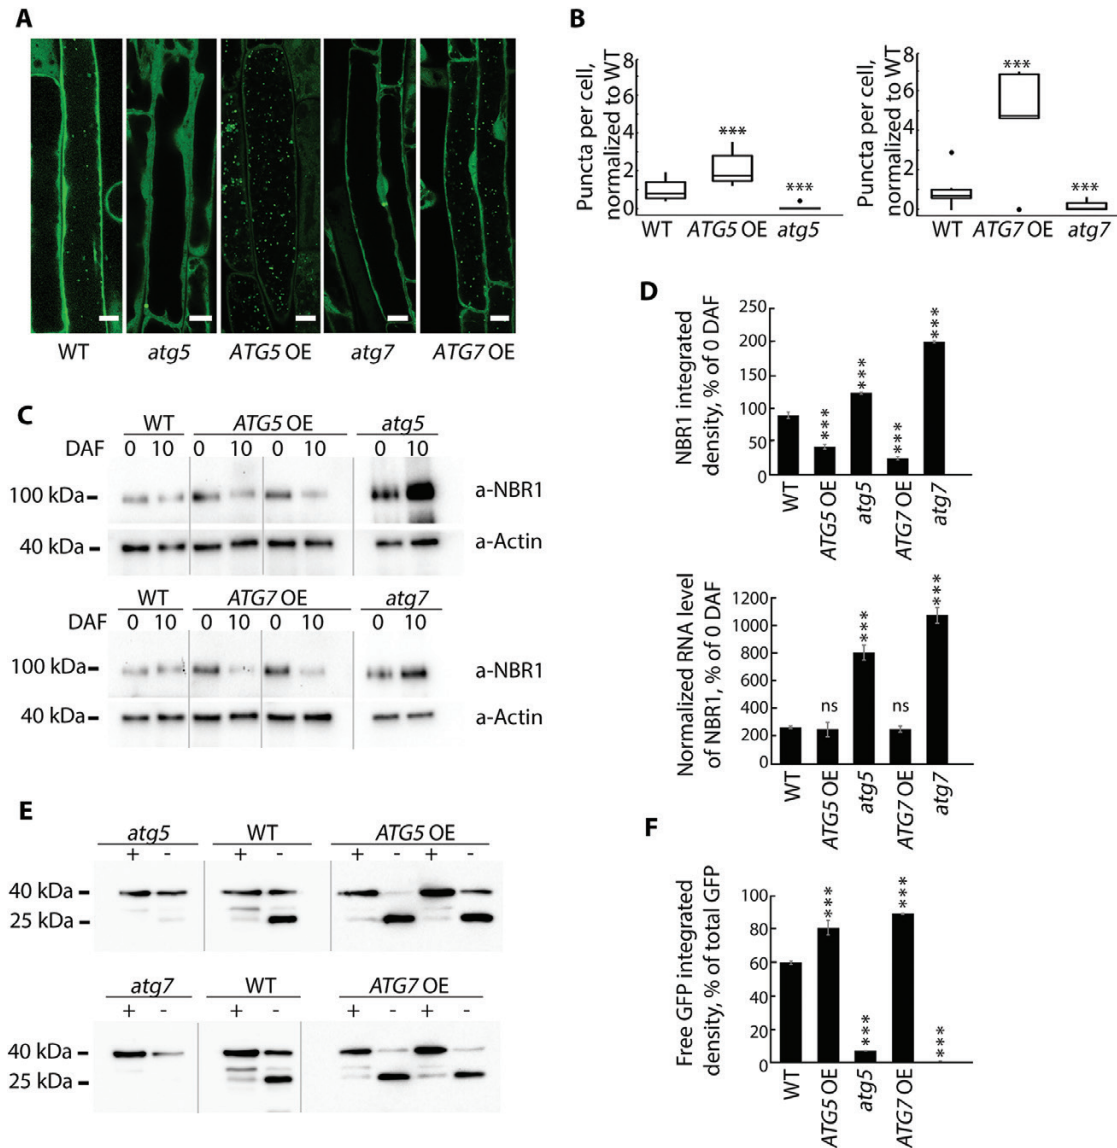 A
WT atg5 ATG5 OE atg7 ATG7 OE
B
Puncta per cell,
normalized to WT
8
6
4
2
0
***
***
WT ATG5 OE atg5
Puncta per cell,
normalized to WT
8
6
4
2
0
***
***
WT ATG7 OE atg7
C
WT ATG5 OE atg5
DAF 0 10 0 10 0 10 0 10
100 kDa a-NBR1
40 kDa a-Actin
WT ATG7 OE atg7
DAF 0 10 0 10 0 10 0 10
100 kDa a-NBR1
40 kDa a-Actin
D
NBR1 integrated
density, % of 0 DAF
250
200
150
100
50
0
*** *** *** ***
WT ATG5 OE atg5 ATG7 OE atg7
Normalized RNA level
of NBR1, % of 0 DAF
1200
1000
800
600
400
200
0
ns *** ns ***
WT ATG5 OE atg5 ATG7 OE atg7
E
atg5 WT ATG5 OE
+ - + - + - + -
40 kDa
25 kDa
atg7 WT ATG7 OE
+ - + - + - + -
40 kDa
25 kDa
F
Free GFP integrated
density, % of total GFP
100
80
60
40
20
0
*** *** *** ***
WT ATG5 OE atg5 ATG7 OE atg7